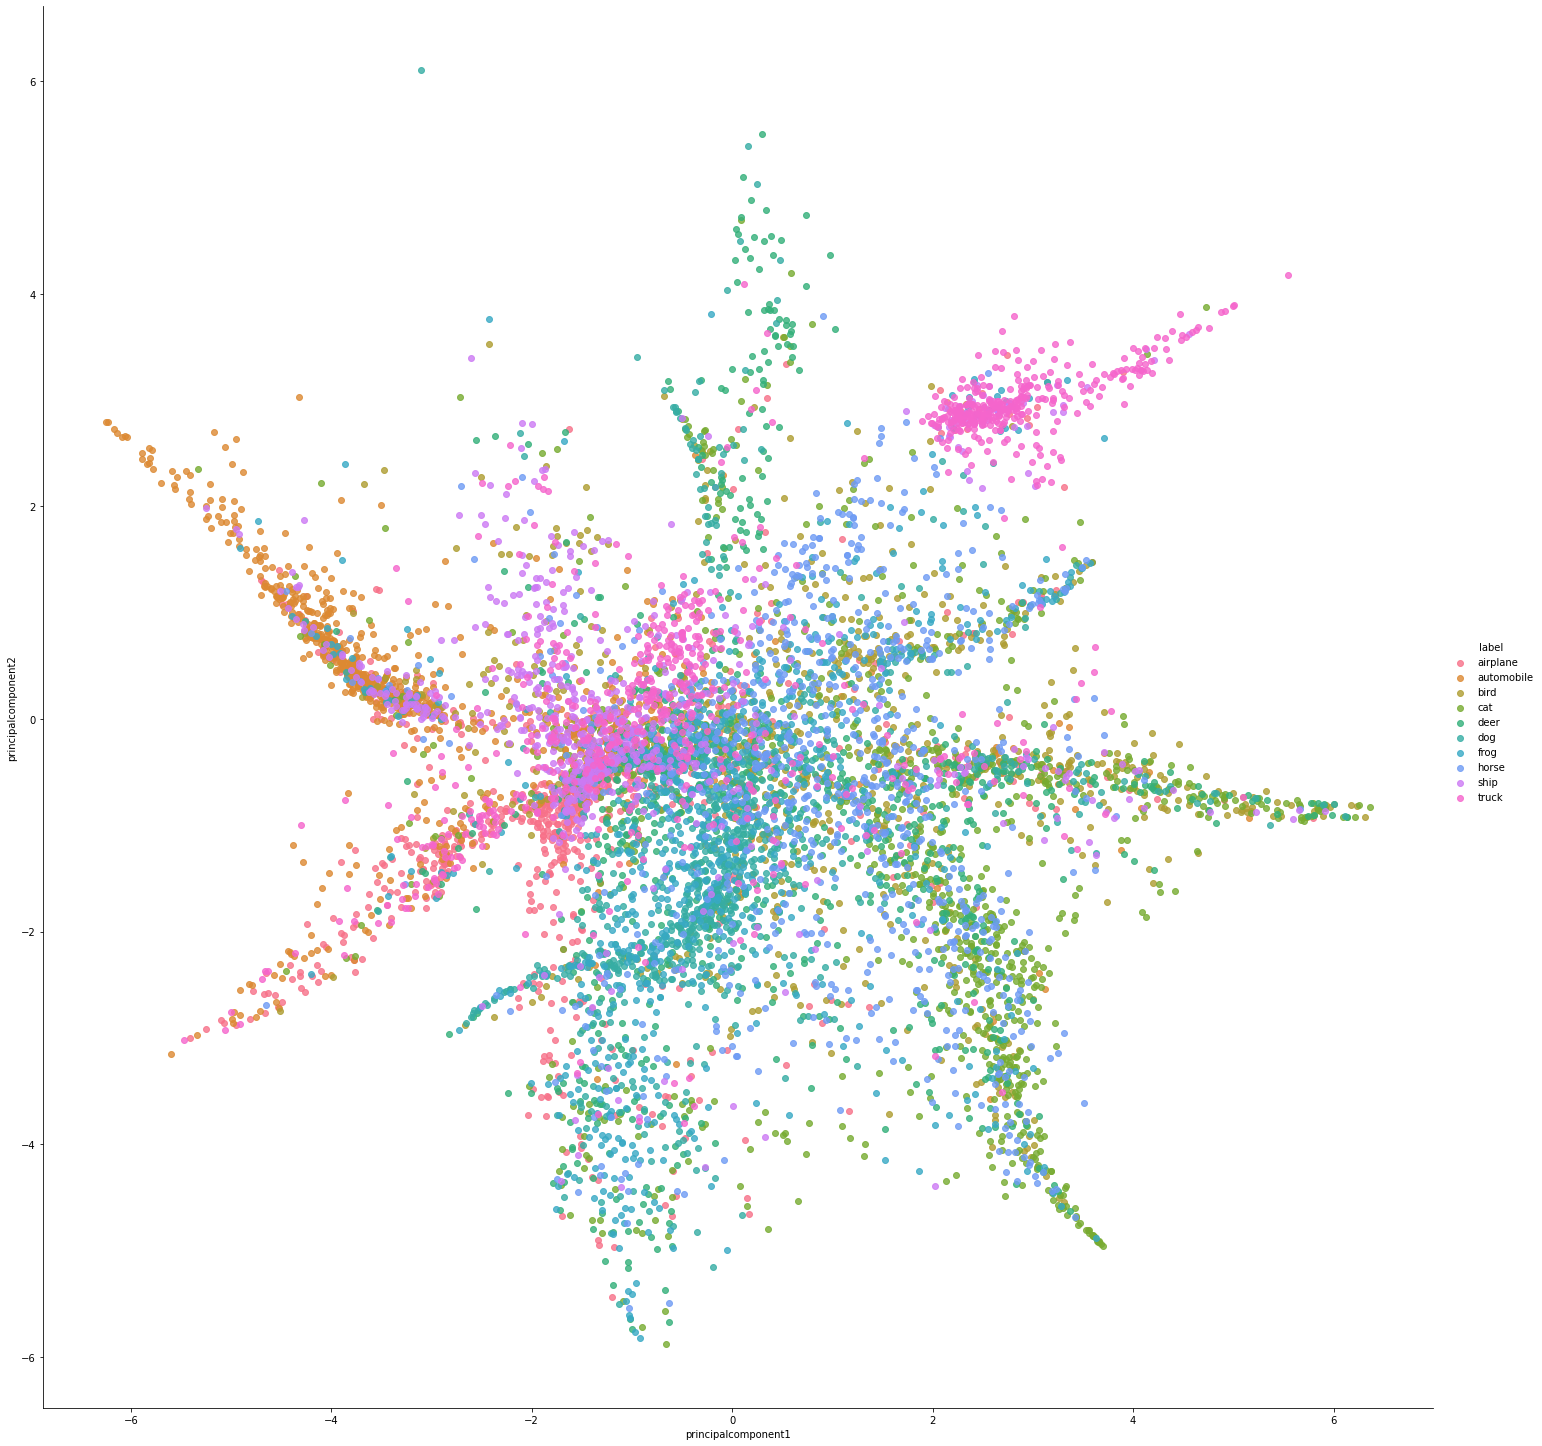 6
4
2
0
−2
−4
−6
principalcomponent2
−6
−4
−2
0
2
4
6
principalcomponent1
label
airplane
automobile
bird
cat
deer
dog
frog
horse
ship
truck